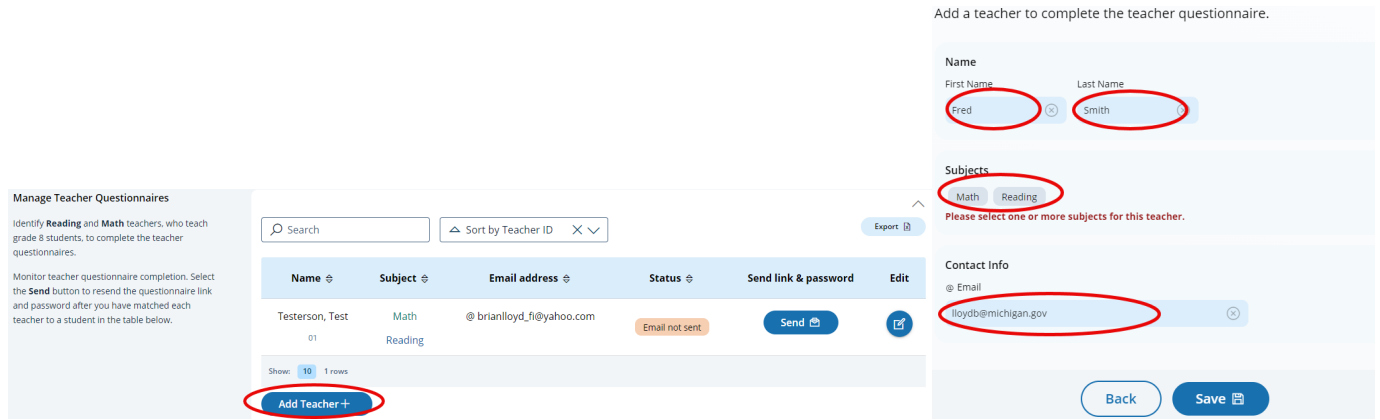 Manage Teacher Questionnaires
Identify Reading and Math teachers, who teach
grade 8 students, to complete the teacher
questionnaires.
Monitor teacher questionnaire completion. Select
the Send button to resend the questionnaire link
and password after you have matched each
teacher to a student in the table below.
Search
Sort by Teacher ID
Export
Name Subject Email address Status Send link & password Edit
Testerson, Test Math @ brianlloyd_fi@yahoo.com Email not sent Send
01 Reading
Show: 10 1 rows
Add Teacher+
Add a teacher to complete the teacher questionnaire.
Name
First Name Last Name
Fred Smith
Subjects
Math Reading
Please select one or more subjects for this teacher.
Contact Info
@ Email
lloydb@michigan.gov
Back Save